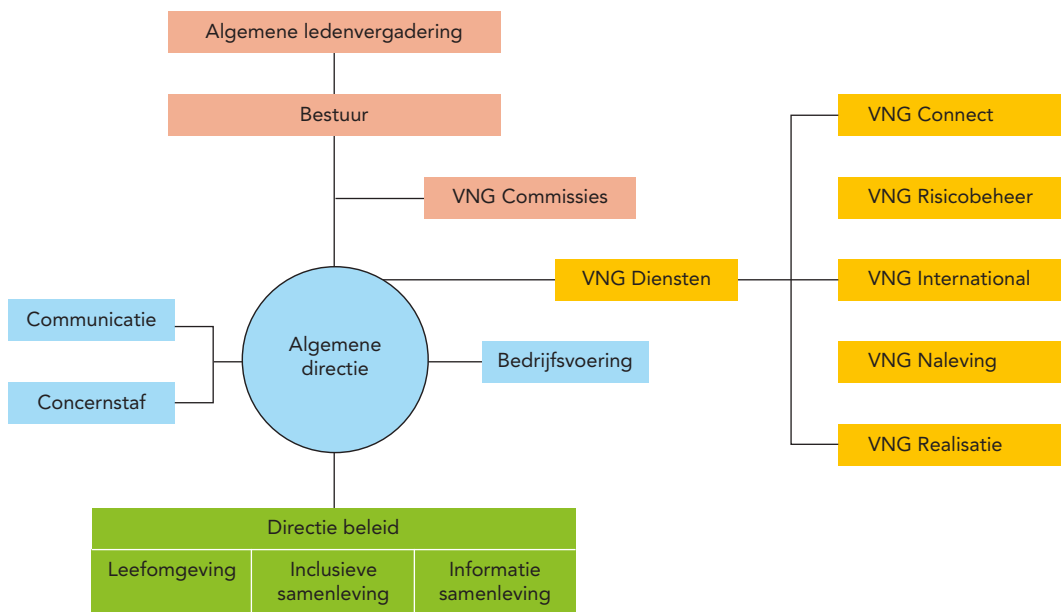 Algemene ledenvergadering
Bestuur
VNG Commissies
VNG Diensten
VNG Connect
VNG Risicobeheer
VNG International
VNG Naleving
VNG Realisatie
Communicatie
Concernstaf
Algemene
directie
Bedrijfsvoering
Directie beleid
Leefomgeving
Inclusieve
samenleving
Informatie
samenleving